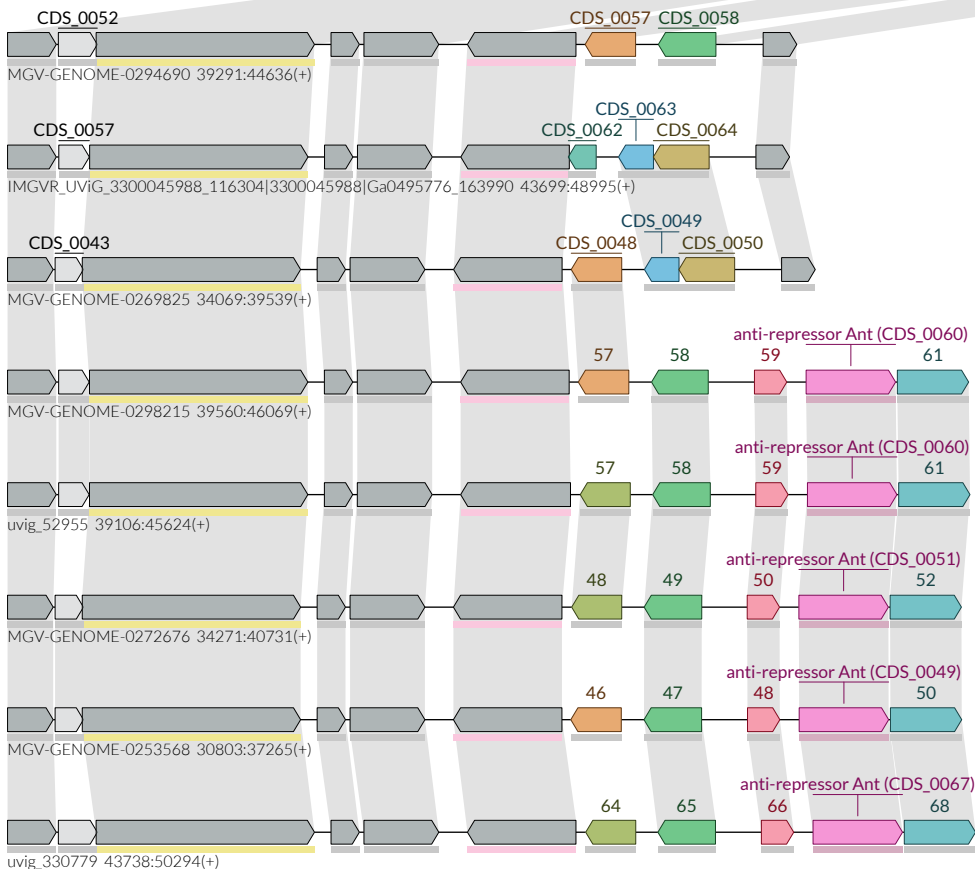 CDS_0052 CDS_0057 CDS_0058
MGV-GENOME-0294690 39291:44636(+)
CDS_0063
CDS_0057 CDS_0062 CDS_0064
IMGVR_UViG_3300045988_116304|3300045988|Ga0495776_163990 43699:48995(+)
CDS_0049
CDS_0043 CDS_0048 CDS_0050
MGV-GENOME-0269825 34069:39539(+)
anti-repressor Ant (CDS_0060)
57 58 59 61
MGV-GENOME-0298215 39560:46069(+)
anti-repressor Ant (CDS_0060)
57 58 59 61
uvig_52955 39106:45624(+)
anti-repressor Ant (CDS_0051)
48 49 50 52
MGV-GENOME-0272676 34271:40731(+)
anti-repressor Ant (CDS_0049)
46 47 48 50
MGV-GENOME-0253568 30803:37265(+)
anti-repressor Ant (CDS_0067)
64 65 66 68
uvig_330779 43738:50294(+)